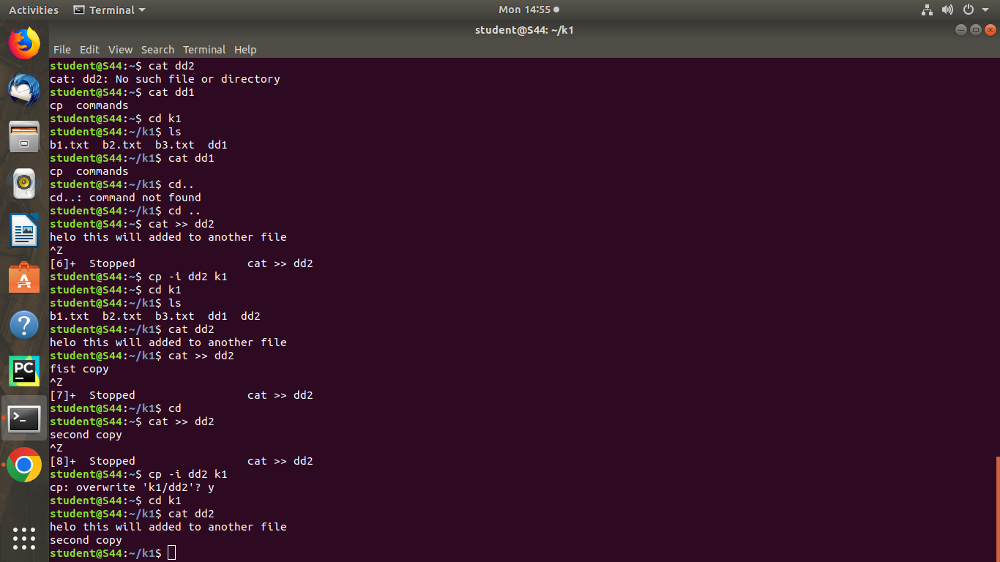 Activities Terminal Mon 14:55
student@S44: ~/k1
File Edit View Search Terminal Help
student@S44:~$ cat dd2
cat: dd2: No such file or directory
student@S44:~$ cat dd1
cp  commands
student@S44:~$ cd k1
student@S44:~/k1$ ls
b1.txt  b2.txt  b3.txt  dd1
student@S44:~/k1$ cat dd1
cp  commands
student@S44:~/k1$ cd..
cd..: command not found
student@S44:~/k1$ cd ..
student@S44:~$ cat >> dd2
helo this will added to another file
^Z
[6]+  Stopped                 cat >> dd2
student@S44:~$ cp -i dd2 k1
student@S44:~$ cd k1
student@S44:~/k1$ ls
b1.txt  b2.txt  b3.txt  dd1  dd2
student@S44:~/k1$ cat dd2
helo this will added to another file
student@S44:~/k1$ cat >> dd2
fist copy
^Z
[7]+  Stopped                 cat >> dd2
student@S44:~/k1$ cd
student@S44:~$ cat >> dd2
second copy
^Z
[8]+  Stopped                 cat >> dd2
student@S44:~$ cp -i dd2 k1
cp: overwrite 'k1/dd2'? y
student@S44:~$ cd k1
student@S44:~/k1$ cat dd2
helo this will added to another file
second copy
student@S44:~/k1$
PC